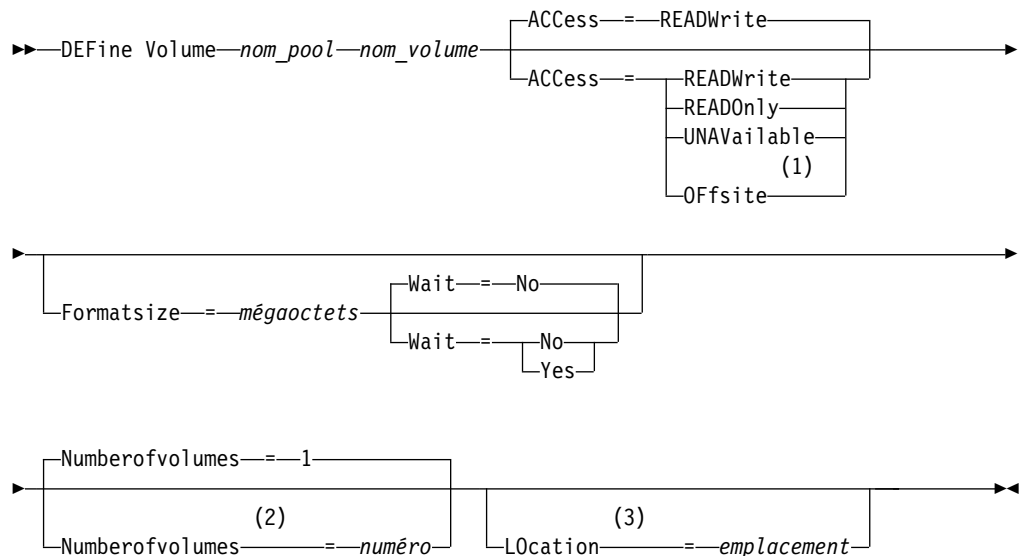 ACCess = READWrite
DEFine Volume nom_pool nom_volume
ACCess = READWrite
READOnly
UNAVailable
(1)
OFfsite
Wait = No
Formatsize = mégaoctets
Wait = No
Yes
Numberofvolumes = 1
(2) (3)
Numberofvolumes = numéro LOcation = emplacement